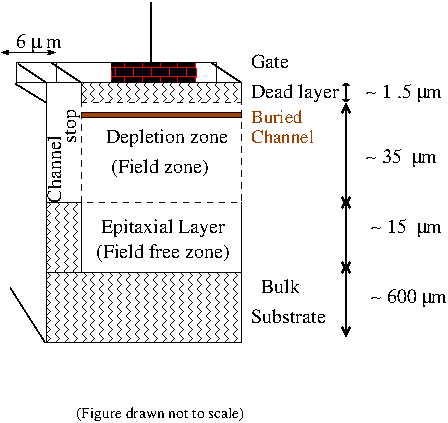 6 μm
Gate
Dead layer
~ 1 .5 μm
Buried
Channel
Channel
stop
Depletion zone
(Field zone)
~ 35 μm
Epitaxial Layer
(Field free zone)
~ 15 μm
Bulk
Substrate
~ 600 μm
(Figure drawn not to scale)